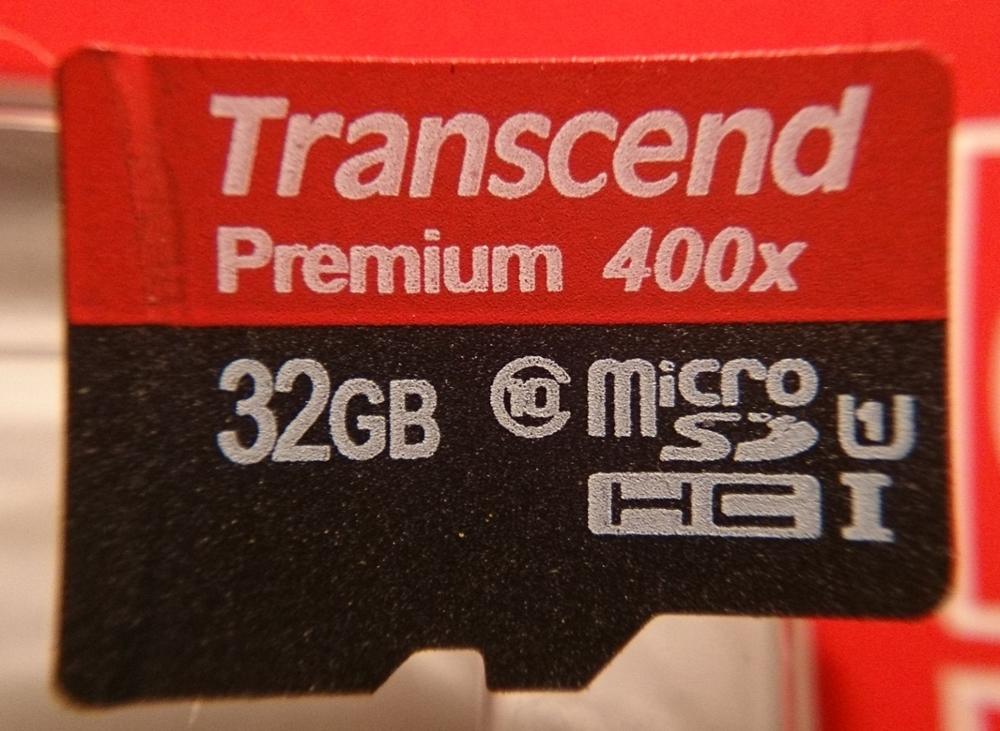 Transcend
Premium 400x
32GB 10 micro
SD U1
HC I